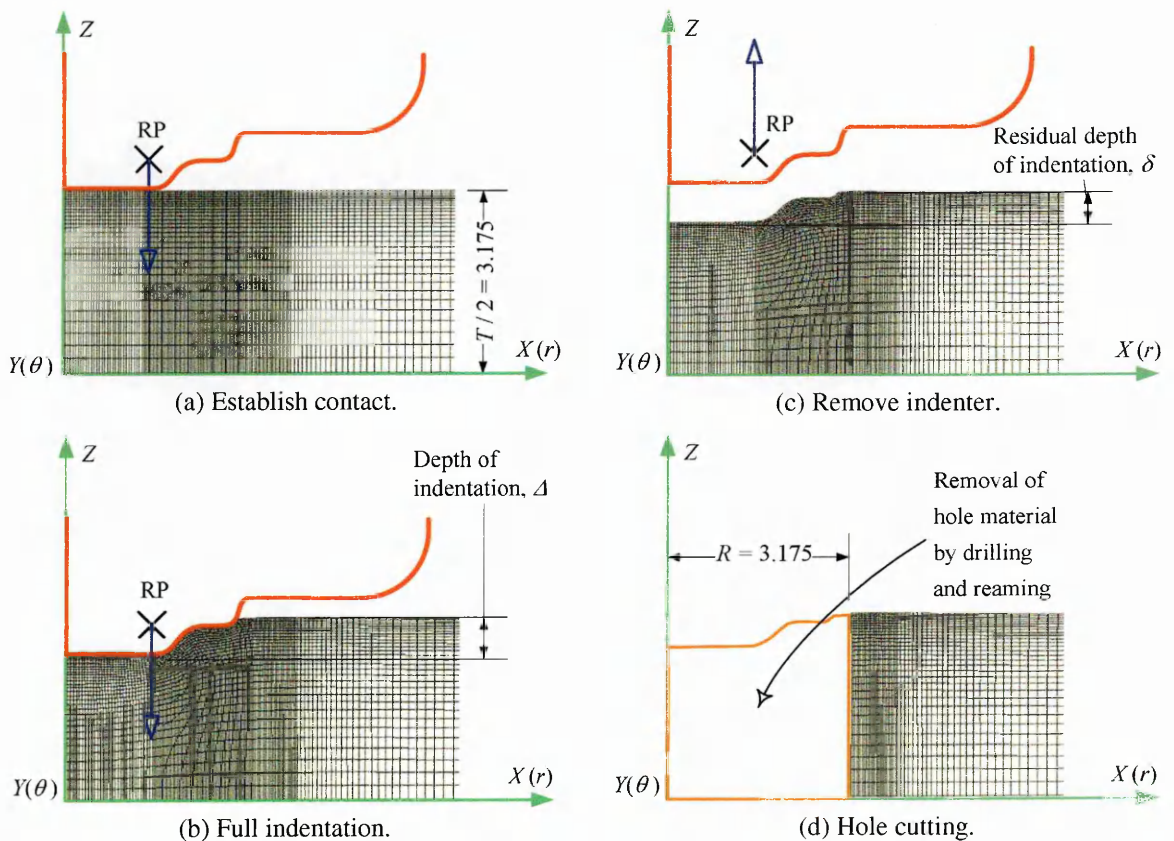 Z
RP
T / 2 = 3.175
Y(θ)
X(r)
(a) Establish contact.
Z
RP
Residual depth
of indentation, δ
Y(θ)
X(r)
(c) Remove indenter.
Z
Depth of
indentation, Δ
RP
Y(θ)
X(r)
(b) Full indentation.
Z
Removal of
hole material
by drilling
and reaming
R = 3.175
Y(θ)
X(r)
(d) Hole cutting.